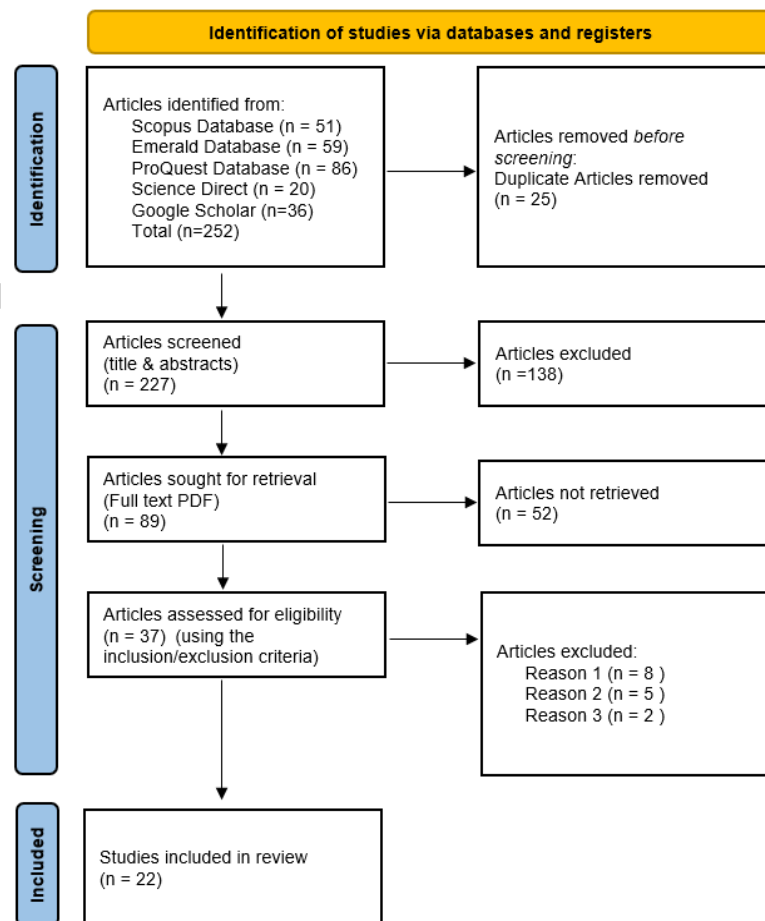 Identification of studies via databases and registers
Identification
Articles identified from:
Scopus Database (n = 51)
Emerald Database (n = 59)
ProQuest Database (n = 86)
Science Direct (n = 20)
Google Scholar (n=36)
Total (n=252)
Articles removed before
screening:
Duplicate Articles removed
(n = 25)
Screening
Articles screened
(title & abstracts)
(n = 227)
Articles excluded
(n =138)
Articles sought for retrieval
(Full text PDF)
(n = 89)
Articles not retrieved
(n = 52)
Articles assessed for eligibility
(n = 37) (using the
inclusion/exclusion criteria)
Articles excluded:
Reason 1 (n = 8 )
Reason 2 (n = 5 )
Reason 3 (n = 2 )
Included
Studies included in review
(n = 22)